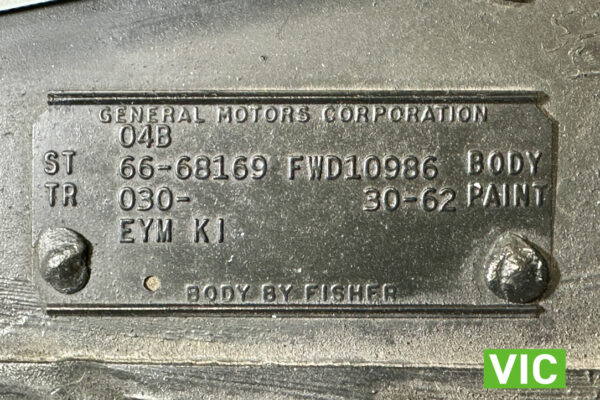 GENERAL MOTORS CORPORATION
04B
ST 66-68169 FWD10986 BODY
TR 030- 30-62 PAINT
EYM K1
BODY BY FISHER
VIC